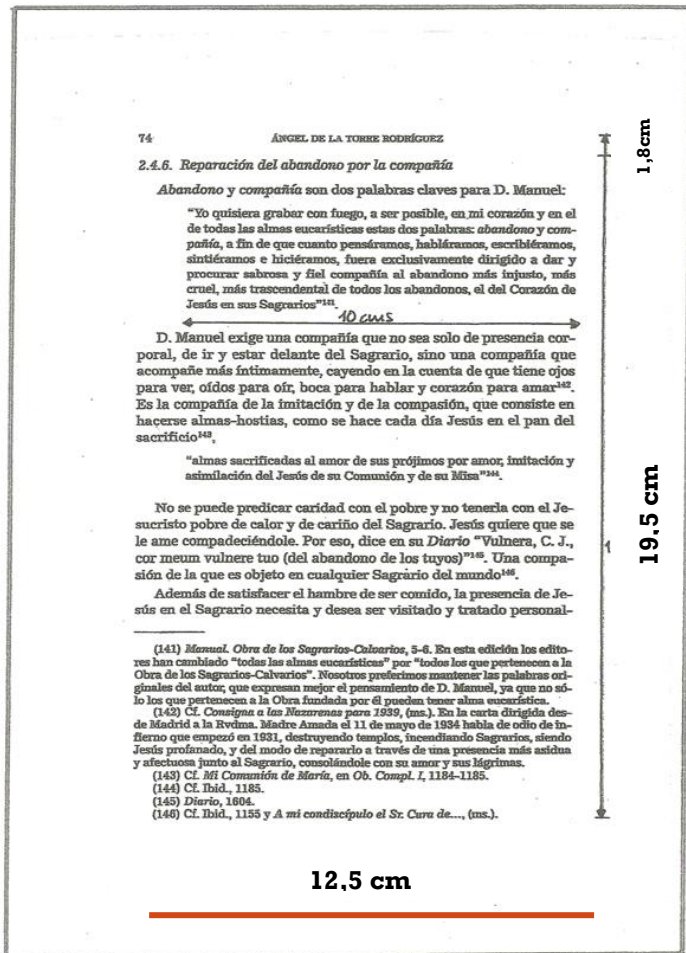 74 ÁNGEL DE LA TORRE RODRÍGUEZ
1,8cm
2.4.6. Reparación del abandono por la compañía
Abandono y compañía son dos palabras claves para D. Manuel:
"Yo quisiera grabar con fuego, a ser posible, en mi corazón y en el
de todas las almas eucarísticas estas dos palabras: abandono y com-
pañía, a fin de que cuanto pensáramos, habláramos, escribiéramos,
sintiéramos e hiciéramos, fuera exclusivamente dirigido a dar y
procurar sabrosa y fiel compañía al abandono más injusto, más
cruel, más trascendental de todos los abandonos, el del Corazón de
Jesús en sus Sagrarios"141.
10 cms
D. Manuel exige una compañía que no sea solo de presencia cor-
poral, de ir y estar delante del Sagrario, sino una compañía que
acompañe más íntimamente, cayendo en la cuenta de que tiene ojos
para ver, oídos para oír, boca para hablar y corazón para amar142.
Es la compañía de la imitación y de la compasión, que consiste en
hacerse almas-hostias, como se hace cada día Jesús en el pan del
sacrificio143,
"almas sacrificadas al amor de sus prójimos por amor, imitación y
asimilación del Jesús de su Comunión y de su Misa"144.
19,5 cm
No se puede predicar caridad con el pobre y no tenerla con el Je-
sucristo pobre de calor y de cariño del Sagrario. Jesús quiere que se
le ame compadeciéndole. Por eso, dice en su Diario "Vulnera, C. J.,
cor meum vulnere tuo (del abandono de los tuyos)"145. Una compa-
sión de la que es objeto en cualquier Sagrario del mundo146.
Además de satisfacer el hambre de ser comido, la presencia de Je-
sús en el Sagrario necesita y desea ser visitado y tratado personal-
(141) Manual. Obra de los Sagrarios-Calvarios, 5-6. En esta edición los edito-
res han cambiado "todas las almas eucarísticas" por "todos los que pertenecen a la
Obra de los Sagrarios-Calvarios". Nosotros preferimos mantener las palabras ori-
ginales del autor, que expresan mejor el pensamiento de D. Manuel, ya que no só-
lo los que pertenecen a la Obra fundada por él pueden tener alma eucarística.
(142) Cf. Consigna a las Nazarenas para 1939, (ms.). En la carta dirigida des-
de Madrid a la Rvdma. Madre Amada el 11 de mayo de 1934 habla de odio de in-
fierno que empezó en 1931, destruyendo templos, incendiando Sagrarios, siendo
Jesús profanado, y del modo de repararlo a través de una presencia más asidua
y afectuosa junto al Sagrario, consolándole con su amor y sus lágrimas.
(143) Cf. Mi Comunión de María, en Ob. Compl. I, 1184-1185.
(144) Cf. Ibid., 1185.
(145) Diario, 1604.
(146) Cf. Ibid., 1155 y A mi condiscípulo el Sr. Cura de..., (ms.).
12,5 cm